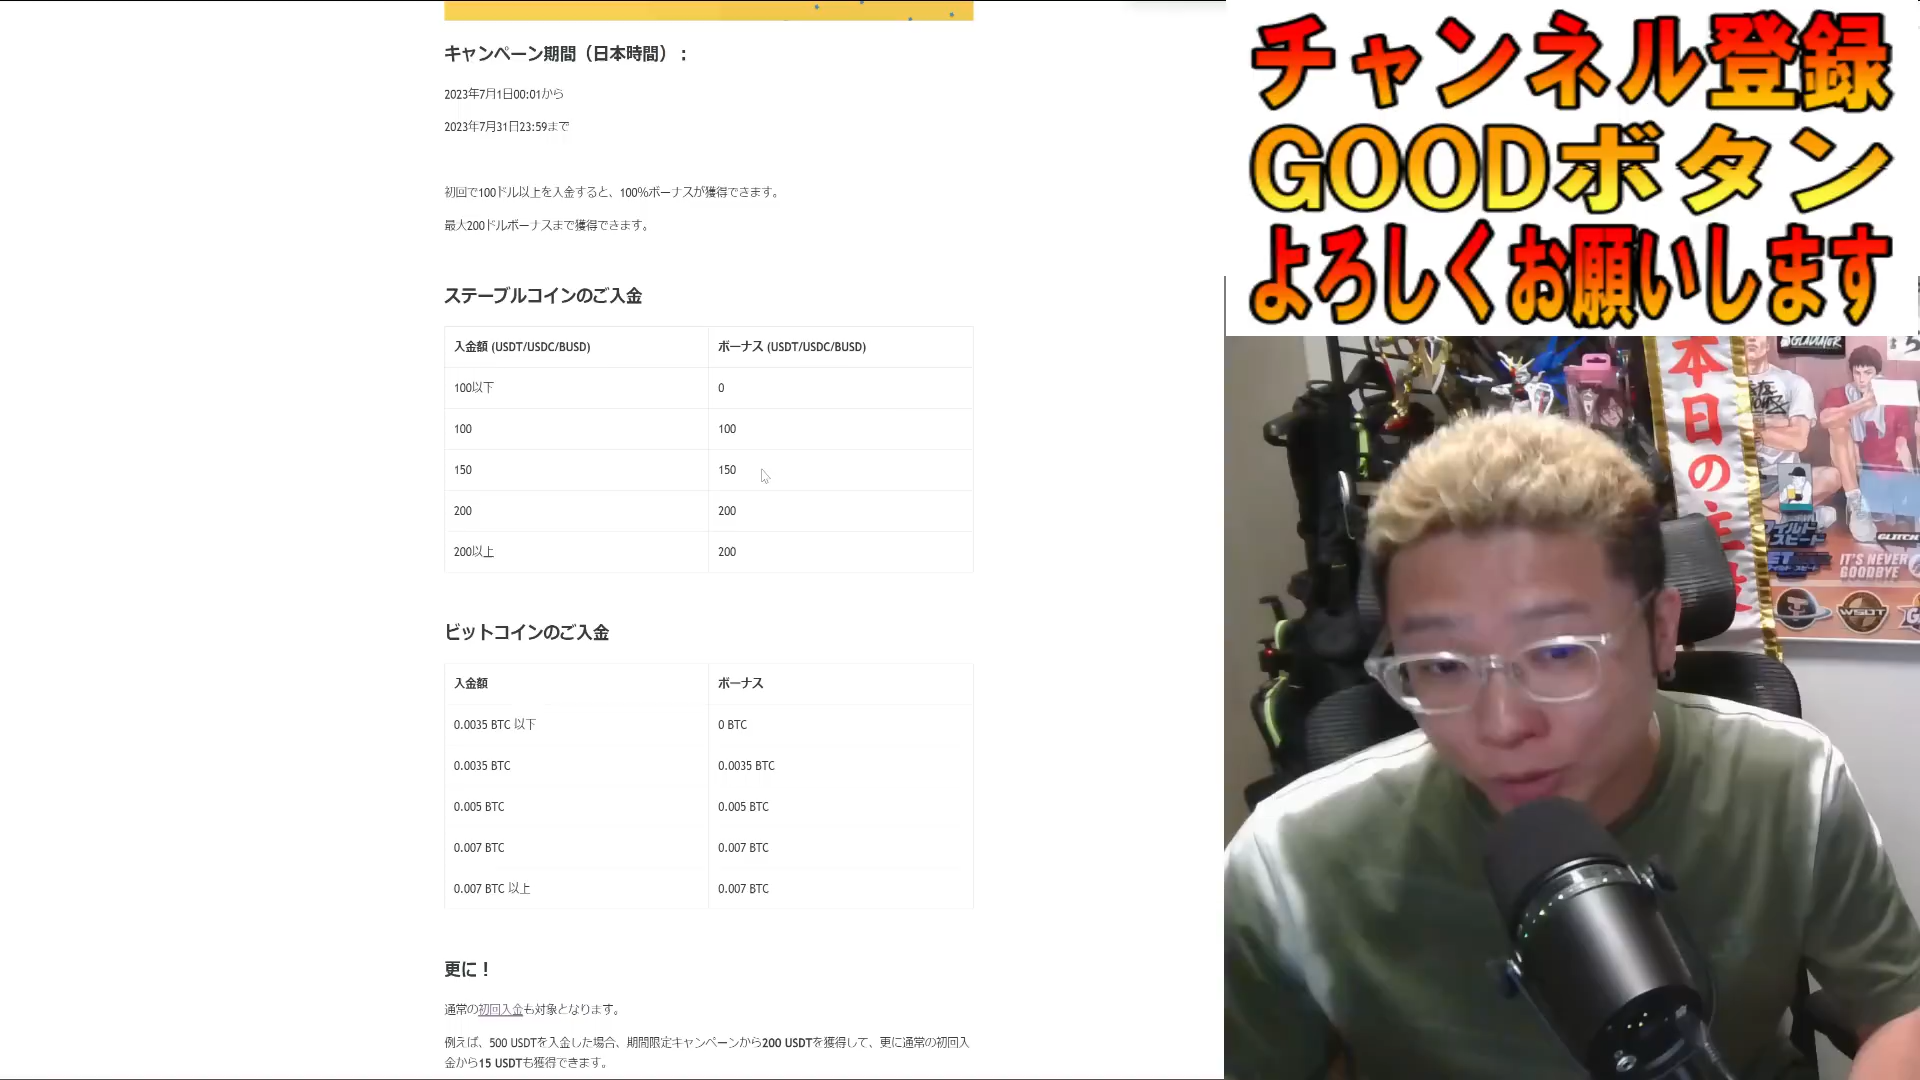 キャンペーン期間（日本時間）：
2023年7月1日00:01から
2023年7月31日23:59まで
初回で100ドル以上を入金すると、100%ボーナスが獲得できます。
最大200ドルボーナスまで獲得できます。
ステーブルコインのご入金
入金額 (USDT/USDC/BUSD) ボーナス (USDT/USDC/BUSD)
100以下 0
100 100
150 150
200 200
200以上 200
ビットコインのご入金
入金額 ボーナス
0.0035 BTC 以下 0 BTC
0.0035 BTC 0.0035 BTC
0.005 BTC 0.005 BTC
0.007 BTC 0.007 BTC
0.007 BTC 以上 0.007 BTC
更に！
通常の初回入金も対象となります。
例えば、500 USDTを入金した場合、期間限定キャンペーンから200 USDTを獲得して、更に通常の初回入
金から15 USDTも獲得できます。
チャンネル登録
GOODボタン
よろしくお願いします
GLADIATOR
本日の主
ワイルド
スピード
GLITCH
IT'S NEVER
GOODBYE
WSOT